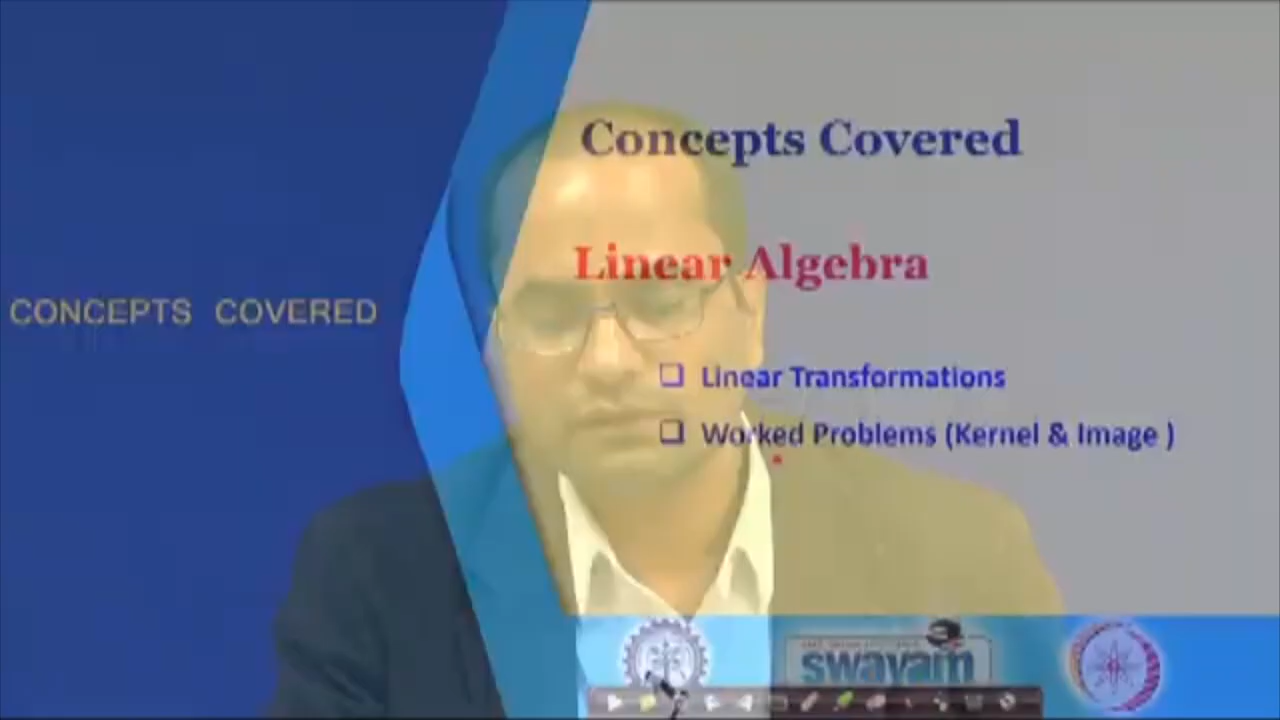 CONCEPTS COVERED
Concepts Covered
Linear Algebra
Linear Transformations
Worked Problems (Kernel & Image )
swayam